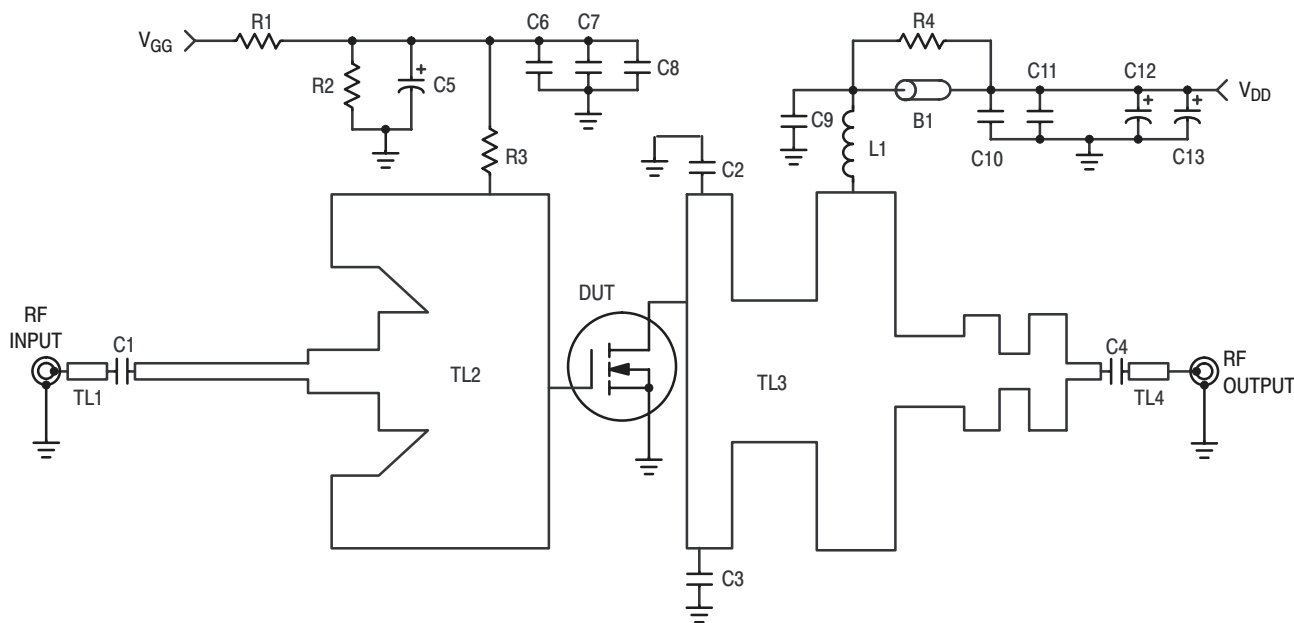 R1
C6 C7
R4
V_GG
C11 C12
R2 C5 C8
B1
V_DD
C9
R3 L1
C10 C13
C2
RF
INPUT
DUT
C1
C4
RF
OUTPUT
TL1
TL2
TL3
TL4
C3